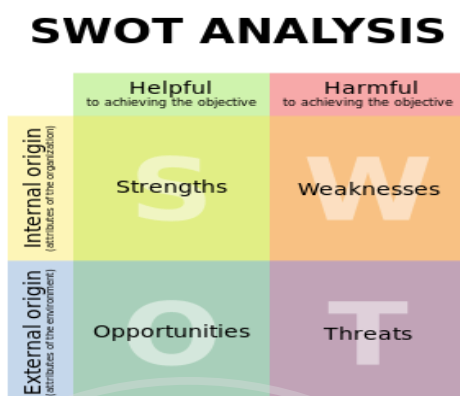 SWOT ANALYSIS
Helpful
to achieving the objective
Harmful
to achieving the objective
Internal origin
(attributes of the organization)
S
Strengths
W
Weaknesses
External origin
(attributes of the environment)
O
Opportunities
T
Threats